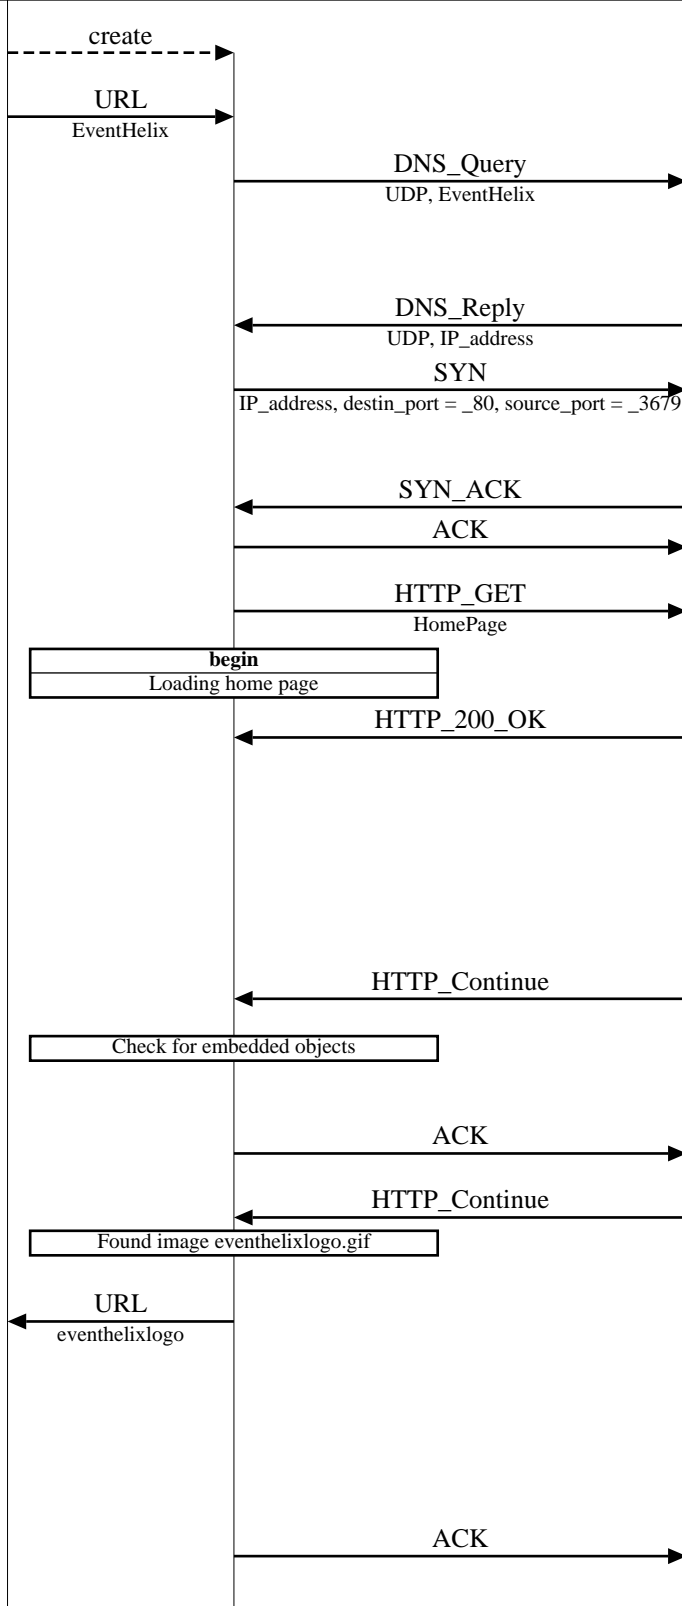 create
URL
EventHelix
DNS_Query
UDP, EventHelix
DNS_Reply
UDP, IP_address
SYN
IP_address, destin_port = _80, source_port = _3679
SYN_ACK
ACK
HTTP_GET
HomePage
begin
Loading home page
HTTP_200_OK
HTTP_Continue
Check for embedded objects
ACK
HTTP_Continue
Found image eventhelixlogo.gif
URL
eventhelixlogo
ACK